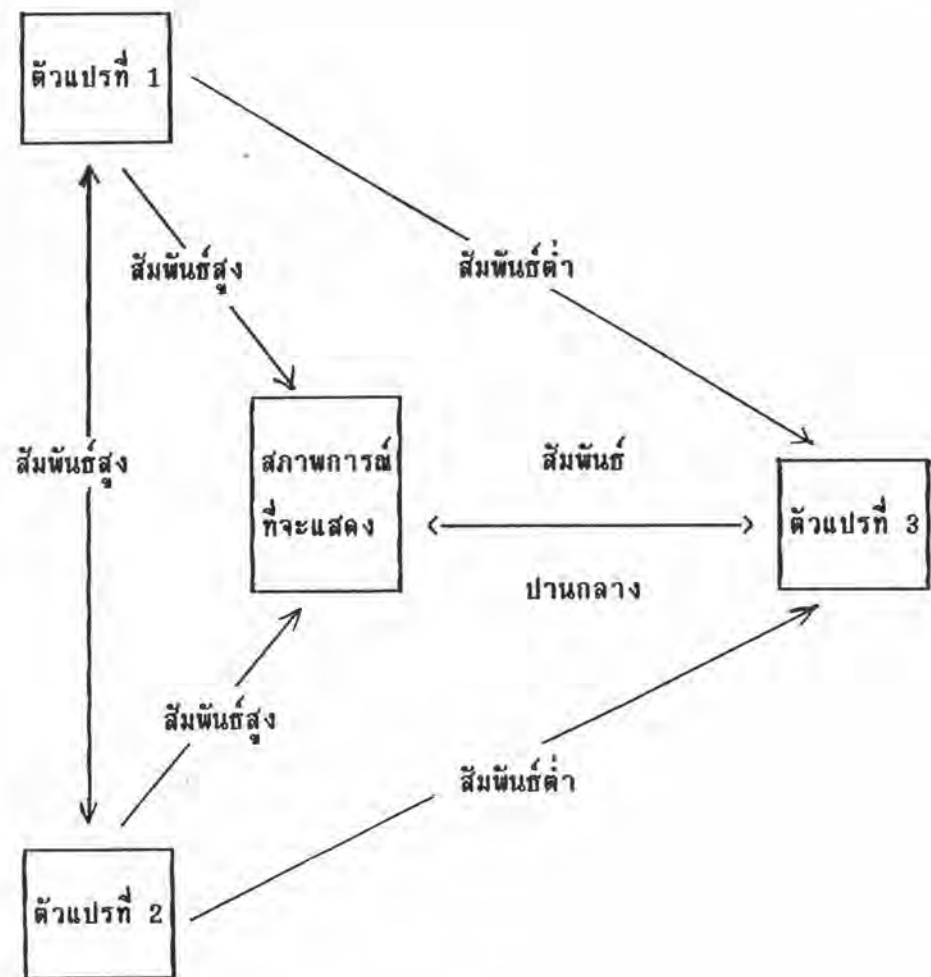 ตัวแปรที่ 1
สัมพันธ์สูง
สัมพันธ์ต่ำ
สัมพันธ์สูง
สภาพการณ์
ที่จะแสดง
สัมพันธ์
ปานกลาง
ตัวแปรที่ 3
สัมพันธ์สูง
สัมพันธ์ต่ำ
ตัวแปรที่ 2